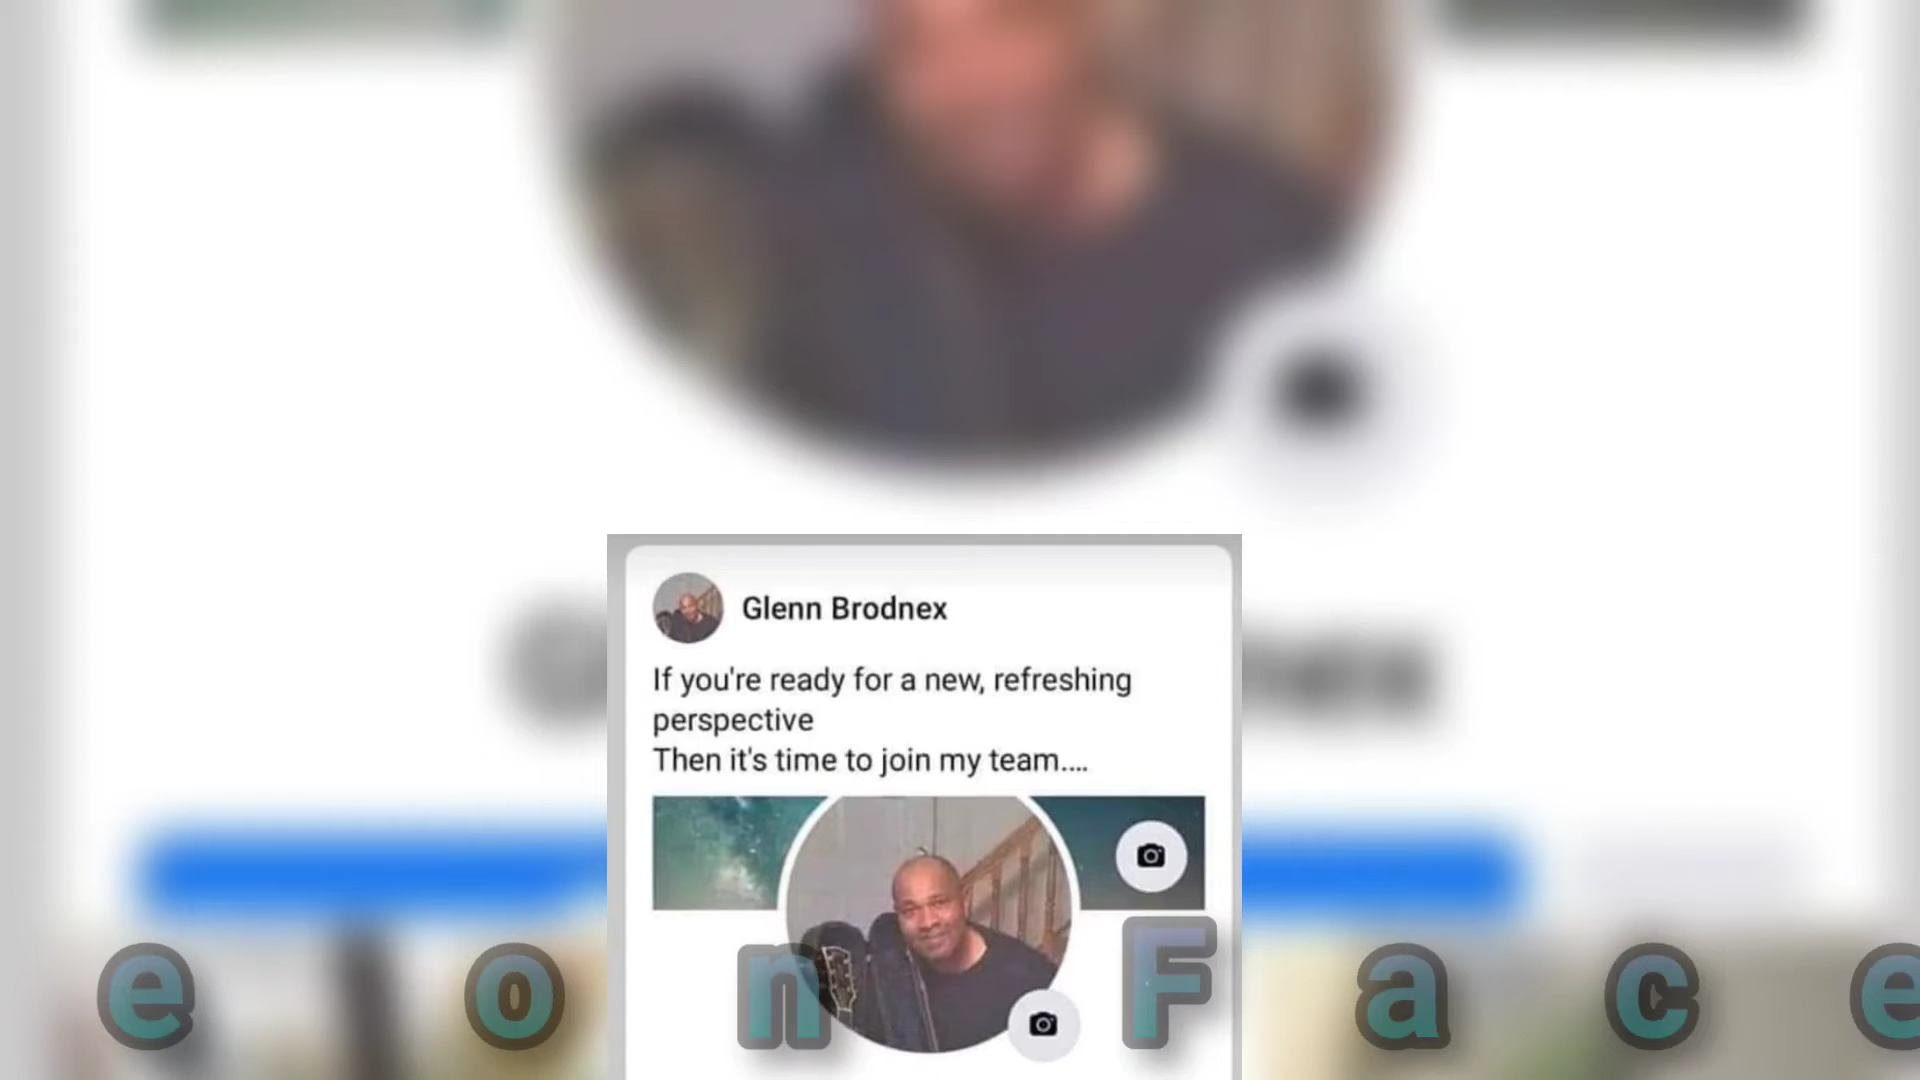 Glenn Brodnex
If you're ready for a new, refreshing
perspective
Then it's time to join my team....
e o n F a c e